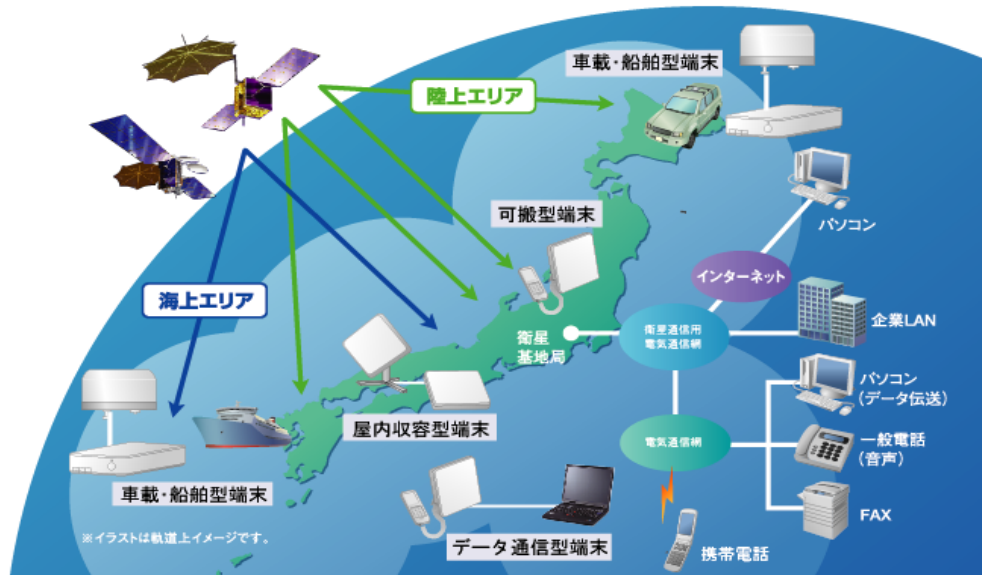 車載・船舶型端末
陸上エリア
パソコン
可搬型端末
インターネット
海上エリア
企業LAN
衛星通信用
電気通信網
衛星
基地局
パソコン
(データ伝送)
屋内収容型端末
電気通信網
一般電話
(音声)
車載・船舶型端末
FAX
※イラストは軌道上イメージです。
データ通信型端末
携帯電話